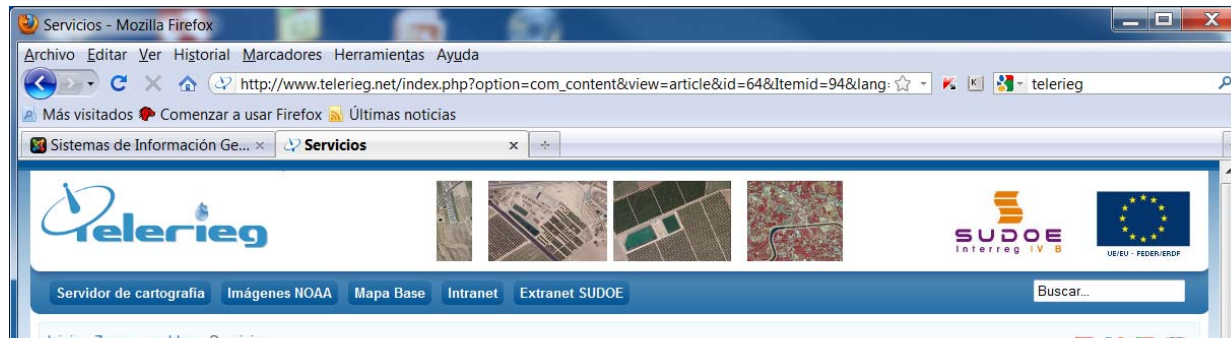 Servicios - Mozilla Firefox
Archivo Editar Ver Historial Marcadores Herramientas Ayuda
http://www.telerieg.net/index.php?option=com_content&view=article&id=64&Itemid=94&lang: telerieg
Más visitados Comenzar a usar Firefox Últimas noticias
Sistemas de Información Ge... Servicios
Telerieg
SUDOE
Interreg IV B
UE/EU - FEDER/ERDF
Servidor de cartografía Imágenes NOAA Mapa Base Intranet Extranet SUDOE Buscar...